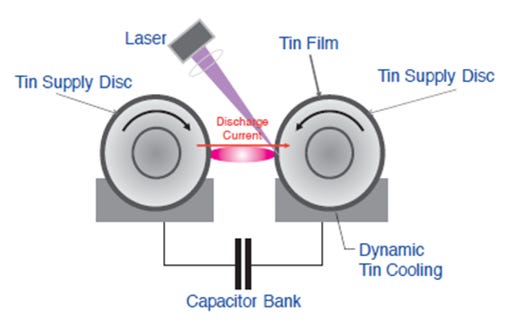 Laser
Tin Film
Tin Supply Disc
Tin Supply Disc
Discharge
Current
Dynamic
Tin Cooling
Capacitor Bank